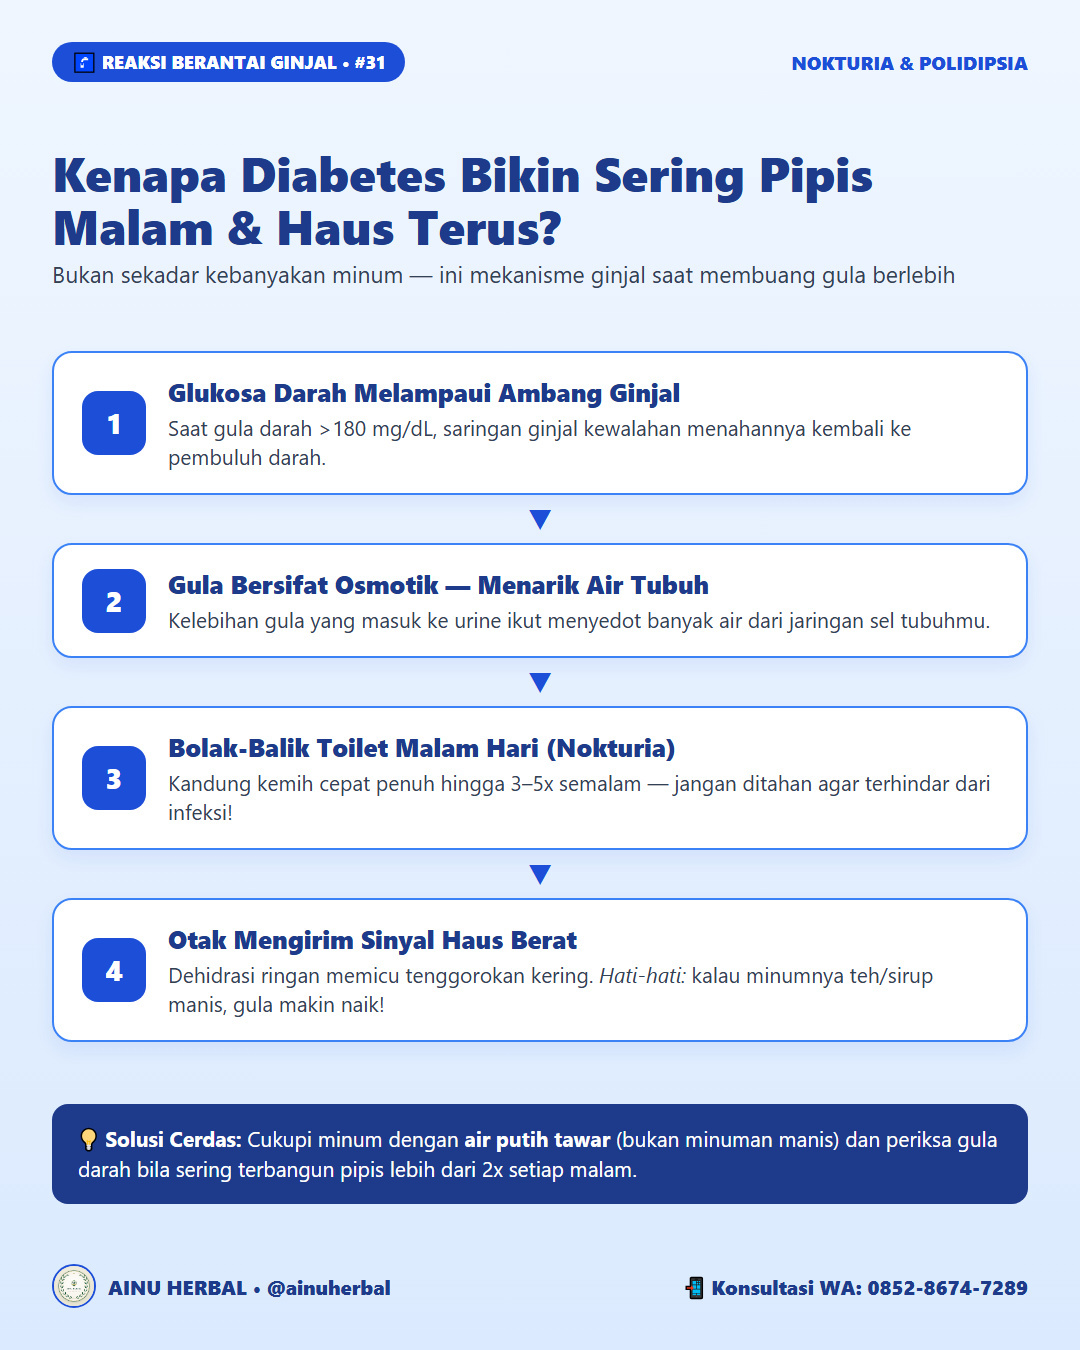 REAKSI BERANTAI GINJAL • #31
NOKTURIA & POLIDIPSIA
Kenapa Diabetes Bikin Sering Pipis
Malam & Haus Terus?
Bukan sekadar kebanyakan minum — ini mekanisme ginjal saat membuang gula berlebih
1
Glukosa Darah Melampaui Ambang Ginjal
Saat gula darah >180 mg/dL, saringan ginjal kewalahan menahannya kembali ke
pembuluh darah.
2
Gula Bersifat Osmotik — Menarik Air Tubuh
Kelebihan gula yang masuk ke urine ikut menyedot banyak air dari jaringan sel tubuhmu.
3
Bolak-Balik Toilet Malam Hari (Nokturia)
Kandung kemih cepat penuh hingga 3–5x semalam — jangan ditahan agar terhindar dari
infeksi!
4
Otak Mengirim Sinyal Haus Berat
Dehidrasi ringan memicu tenggorokan kering. Hati-hati: kalau minumnya teh/sirup
manis, gula makin naik!
💡 Solusi Cerdas: Cukupi minum dengan air putih tawar (bukan minuman manis) dan periksa gula
darah bila sering terbangun pipis lebih dari 2x setiap malam.
AINU HERBAL • @ainuherbal
📲 Konsultasi WA: 0852-8674-7289